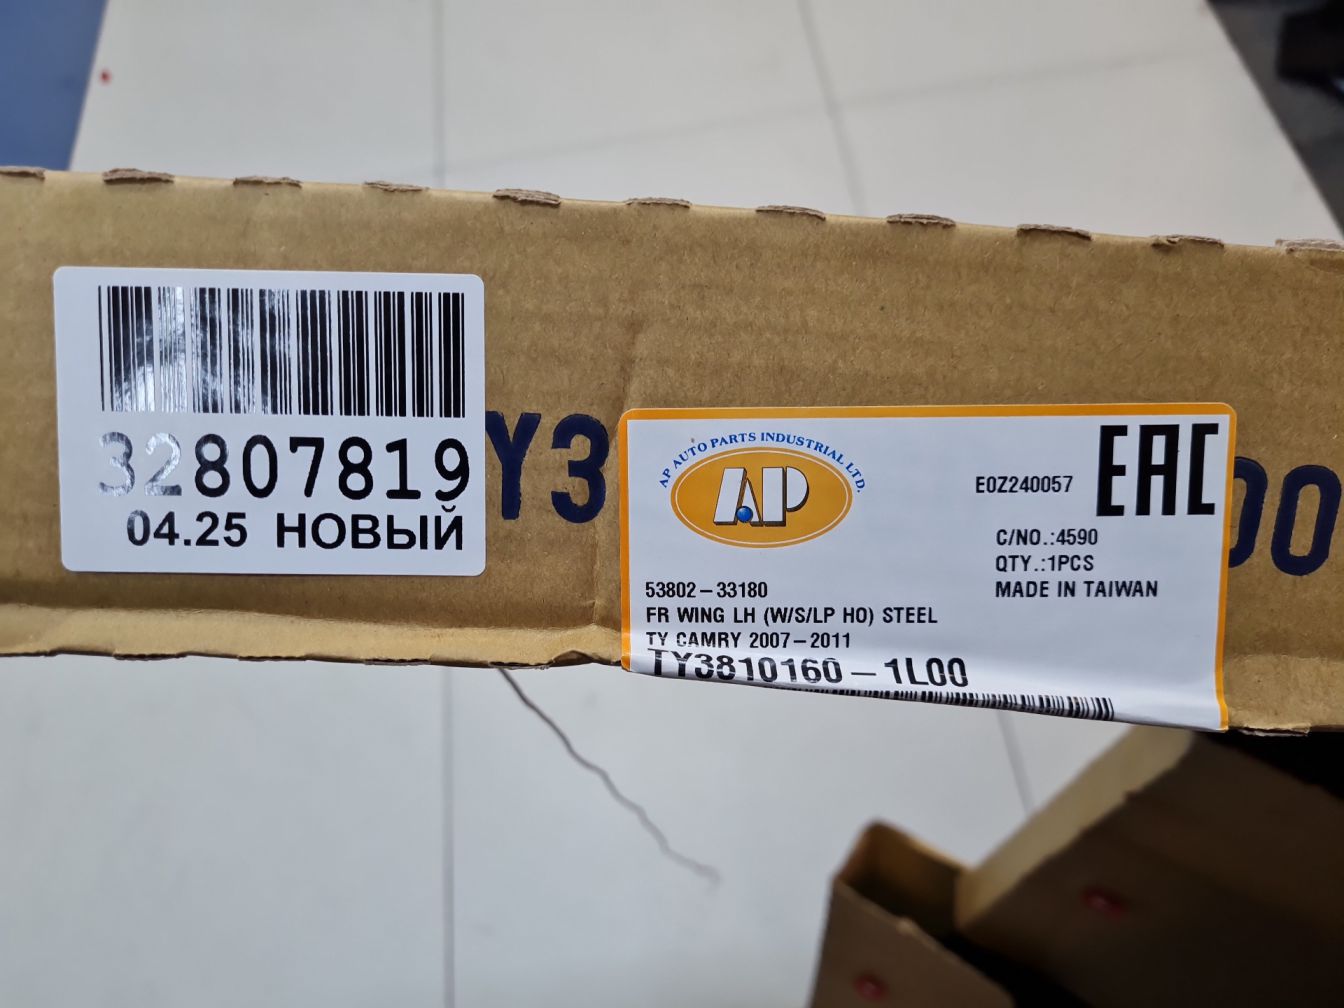 32807819
04.25 НОВЫЙ
Y3
00
AP AUTO PARTS INDUSTRIAL LTD.
AP
E0Z240057
EAC
C/NO.:4590
QTY.:1PCS
MADE IN TAIWAN
53802-33180
FR WING LH (W/S/LP HO) STEEL
TY CAMRY 2007-2011
TY3810160-1L00